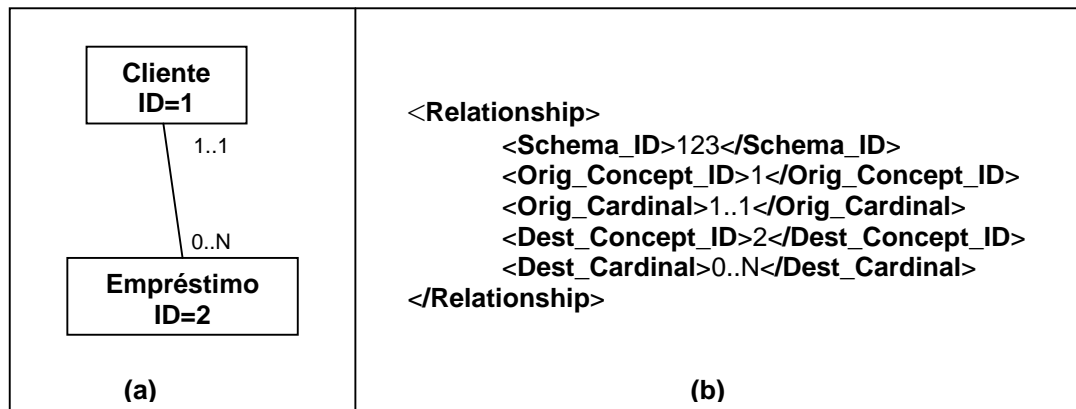 Cliente
ID=1
1..1
0..N
Empréstimo
ID=2
(a)
<Relationship>
<Schema_ID>123</Schema_ID>
<Orig_Concept_ID>1</Orig_Concept_ID>
<Orig_Cardinal>1..1</Orig_Cardinal>
<Dest_Concept_ID>2</Dest_Concept_ID>
<Dest_Cardinal>0..N</Dest_Cardinal>
</Relationship>
(b)